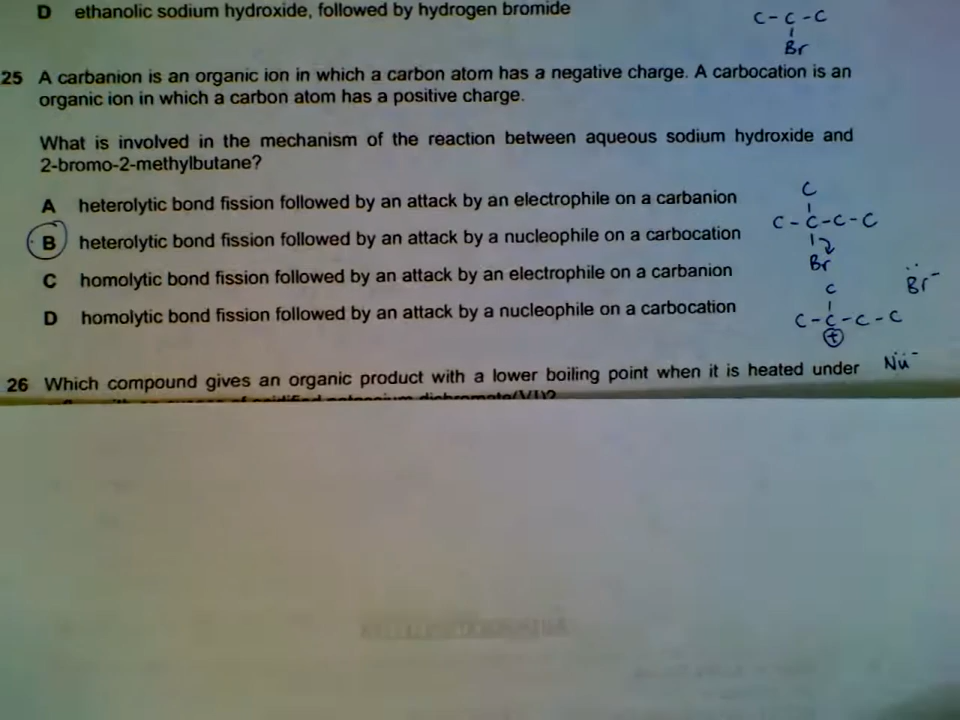 D ethanolic sodium hydroxide, followed by hydrogen bromide
C-C-C
Br
25 A carbanion is an organic ion in which a carbon atom has a negative charge. A carbocation is an
organic ion in which a carbon atom has a positive charge.
What is involved in the mechanism of the reaction between aqueous sodium hydroxide and
2-bromo-2-methylbutane?
A heterolytic bond fission followed by an attack by an electrophile on a carbanion
B heterolytic bond fission followed by an attack by a nucleophile on a carbocation
C homolytic bond fission followed by an attack by an electrophile on a carbanion
D homolytic bond fission followed by an attack by a nucleophile on a carbocation
C
C-C-C-C
Br
Br⁻
C
C-C-C-C
+
Nu⁻
26 Which compound gives an organic product with a lower boiling point when it is heated under
potassium dichromate(VI)?